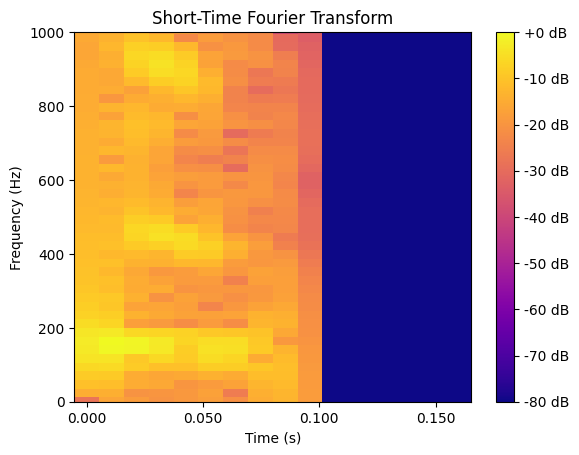 Short-Time Fourier Transform
1000
800
600
400
200
0
Frequency (Hz)
0.000
0.050
0.100
0.150
Time (s)
+0 dB
-10 dB
-20 dB
-30 dB
-40 dB
-50 dB
-60 dB
-70 dB
-80 dB